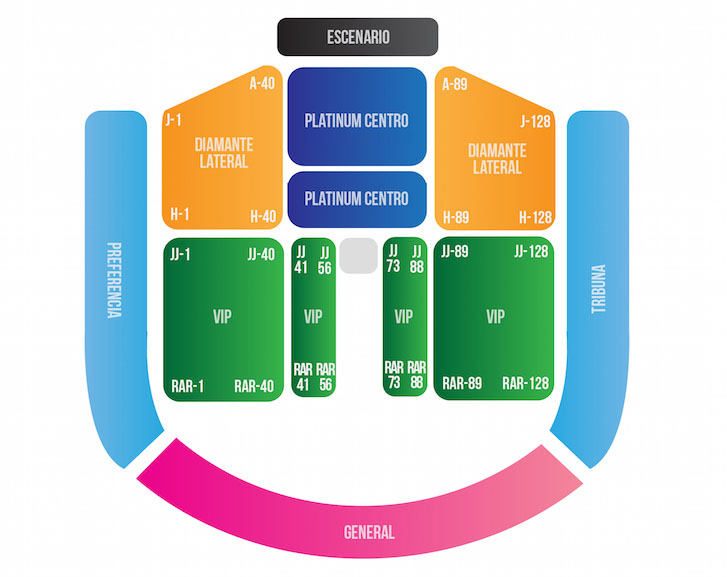 ESCENARIO
A-40
PLATINUM CENTRO
A-89
J-1
J-128
DIAMANTE
LATERAL
DIAMANTE
LATERAL
PLATINUM CENTRO
H-1
H-40
H-89
H-128
JJ-1
JJ-40
JJ
41
JJ
56
JJ
73
JJ
88
JJ-89
JJ-128
PREFERENCIA
TRIBUNA
VIP
VIP
VIP
VIP
RAR-1
RAR-40
RAR
41
RAR
56
RAR
73
RAR
88
RAR-89
RAR-128
GENERAL